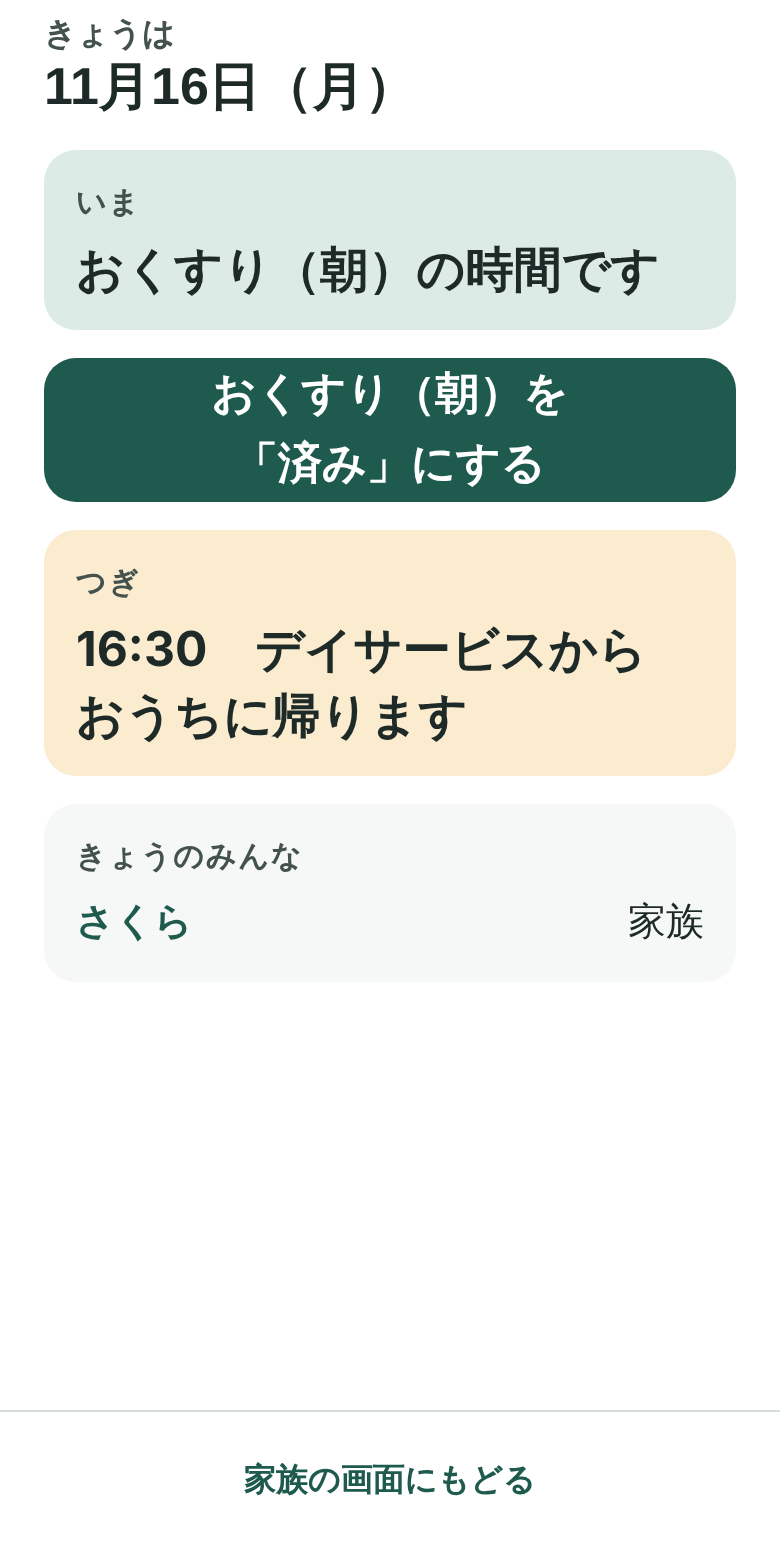 きょうは
11月16日（月）
いま
おくすり（朝）の時間です
おくすり（朝）を
「済み」にする
つぎ
16:30　デイサービスから
おうちに帰ります
きょうのみんな
さくら　家族
家族の画面にもどる